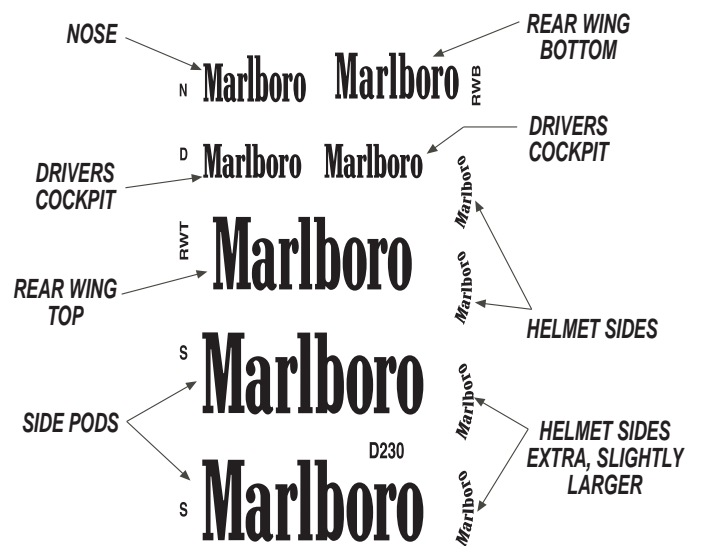 NOSE
REAR WING
BOTTOM
N
Marlboro
Marlboro
RWB
D
Marlboro
Marlboro
DRIVERS
COCKPIT
DRIVERS
COCKPIT
Marlboro
RWT
Marlboro
REAR WING
TOP
Marlboro
HELMET SIDES
S
Marlboro
Marlboro
SIDE PODS
D230
HELMET SIDES
EXTRA, SLIGHTLY
LARGER
S
Marlboro
Marlboro